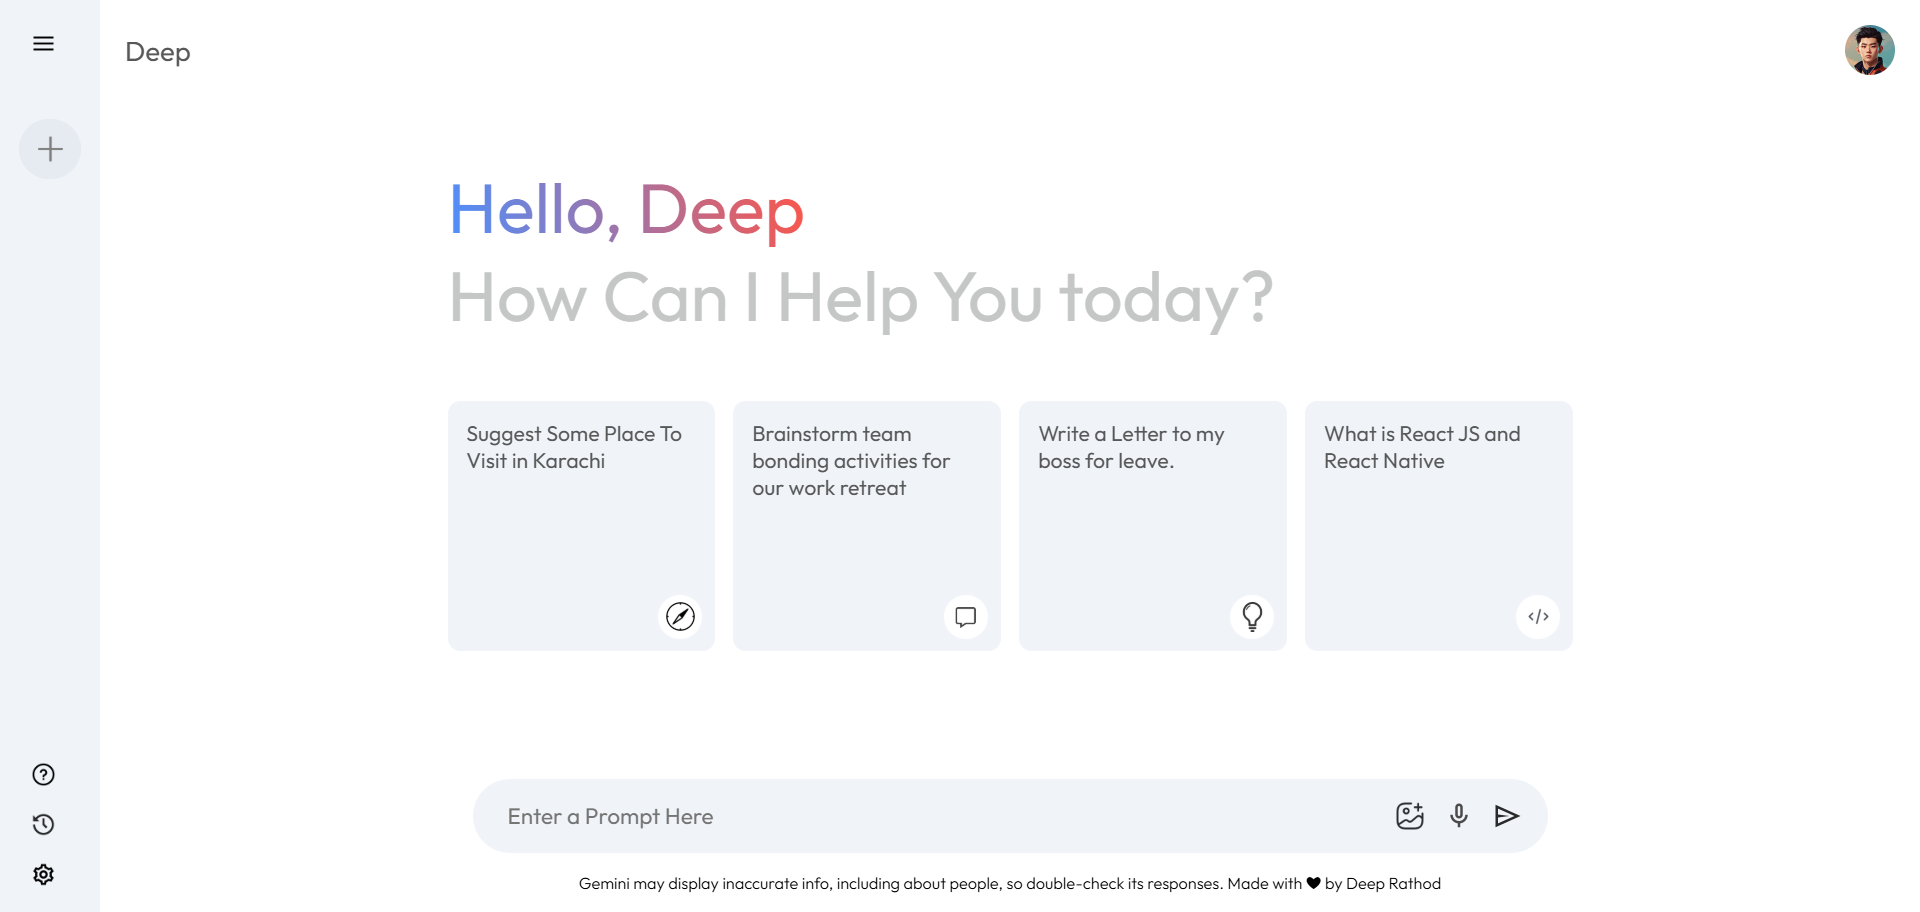 Deep
Hello, Deep
How Can I Help You today?
Suggest Some Place To
Visit in Karachi
Brainstorm team
bonding activities for
our work retreat
Write a Letter to my
boss for leave.
What is React JS and
React Native
Enter a Prompt Here
Gemini may display inaccurate info, including about people, so double-check its responses. Made with 🖤 by Deep Rathod